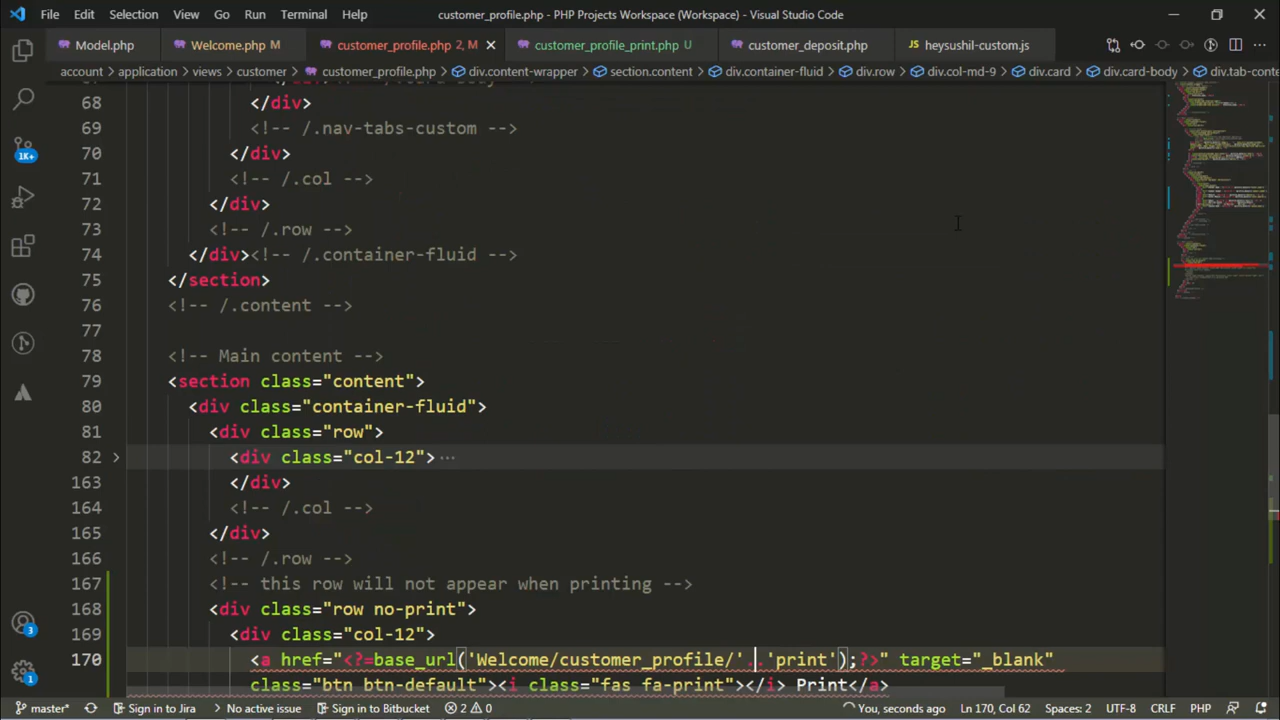 File Edit Selection View Go Run Terminal Help customer_profile.php - PHP Projects Workspace (Workspace) - Visual Studio Code
Model.php Welcome.php M customer_profile.php 2, M customer_profile_print.php U customer_deposit.php heysushil-custom.js
account application views customer customer_profile.php div.content-wrapper section.content div.container-fluid div.row div.col-md-9 div.card div.card-body div.tab-conte
68 </div>
69 <!-- /.nav-tabs-custom -->
70 </div>
71 <!-- /.col -->
72 </div>
73 <!-- /.row -->
74 </div><!-- /.container-fluid -->
75 </section>
76 <!-- /.content -->
77
78 <!-- Main content -->
79 <section class="content">
80 <div class="container-fluid">
81 <div class="row">
82 <div class="col-12"> ...
163 </div>
164 <!-- /.col -->
165 </div>
166 <!-- /.row -->
167 <!-- this row will not appear when printing -->
168 <div class="row no-print">
169 <div class="col-12">
170 <a href="<?=base_url('Welcome/customer_profile/'..'print');?>" target="_blank"
class="btn btn-default"><i class="fas fa-print"></i> Print</a>
1K+
3
1
master* Sign in to Jira No active issue Sign in to Bitbucket 2 0 You, seconds ago Ln 170, Col 62 Spaces: 2 UTF-8 CRLF PHP